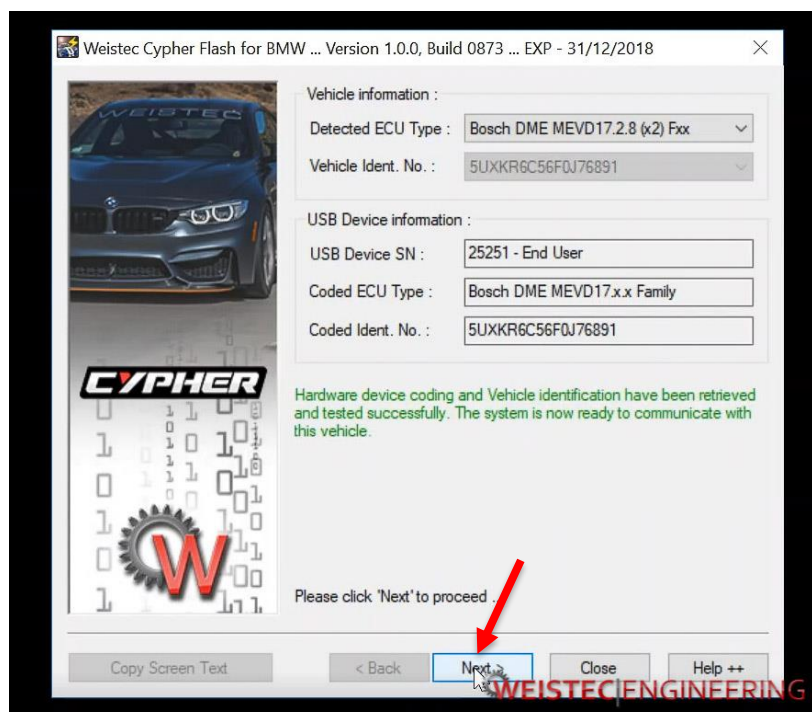 Weistec Cypher Flash for BMW ... Version 1.0.0, Build 0873 ... EXP - 31/12/2018
Vehicle information :
Detected ECU Type : Bosch DME MEVD17.2.8 (x2) Fxx
Vehicle Ident. No. : 5UXKR6C56F0J76891
USB Device information :
USB Device SN : 25251 - End User
Coded ECU Type : Bosch DME MEVD17.x.x Family
Coded Ident. No. : 5UXKR6C56F0J76891
WEISTEC
CYPHER
Hardware device coding and Vehicle identification have been retrieved
and tested successfully. The system is now ready to communicate with
this vehicle.
W
Please click 'Next' to proceed ...
Copy Screen Text
< Back
Next >
Close
Help ++
WEISTEC|ENGINEERING